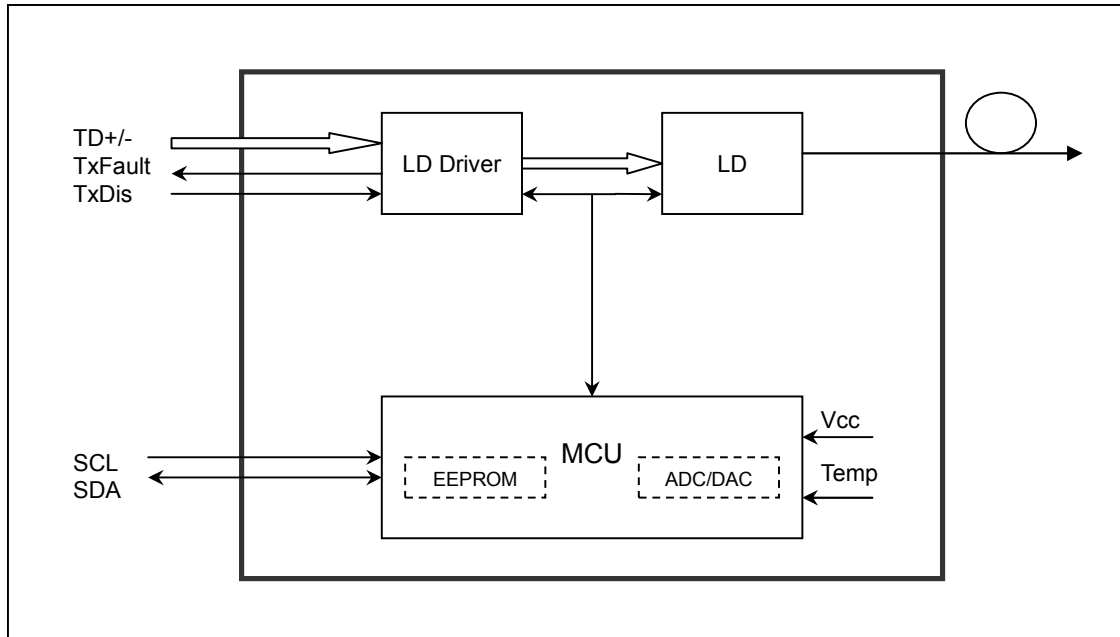 TD+/-
TxFault
TxDis
LD Driver
LD
MCU
EEPROM
ADC/DAC
Vcc
Temp
SCL
SDA